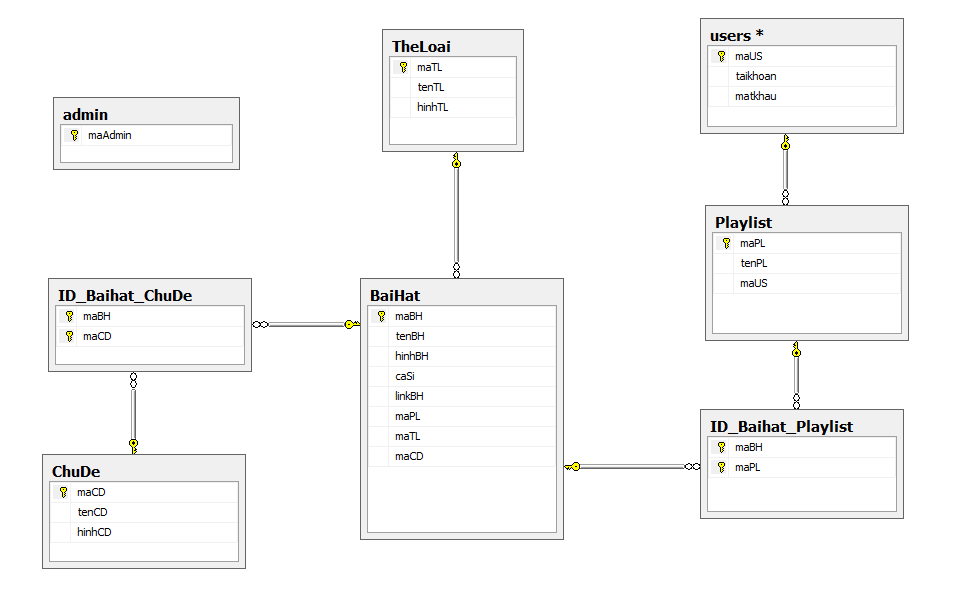 admin
maAdmin
TheLoai
maTL
tenTL
hinhTL
users *
maUS
taikhoan
matkhau
Playlist
maPL
tenPL
maUS
ID_Baihat_ChuDe
maBH
maCD
BaiHat
maBH
tenBH
hinhBH
caSi
linkBH
maPL
maTL
maCD
ChuDe
maCD
tenCD
hinhCD
ID_Baihat_Playlist
maBH
maPL